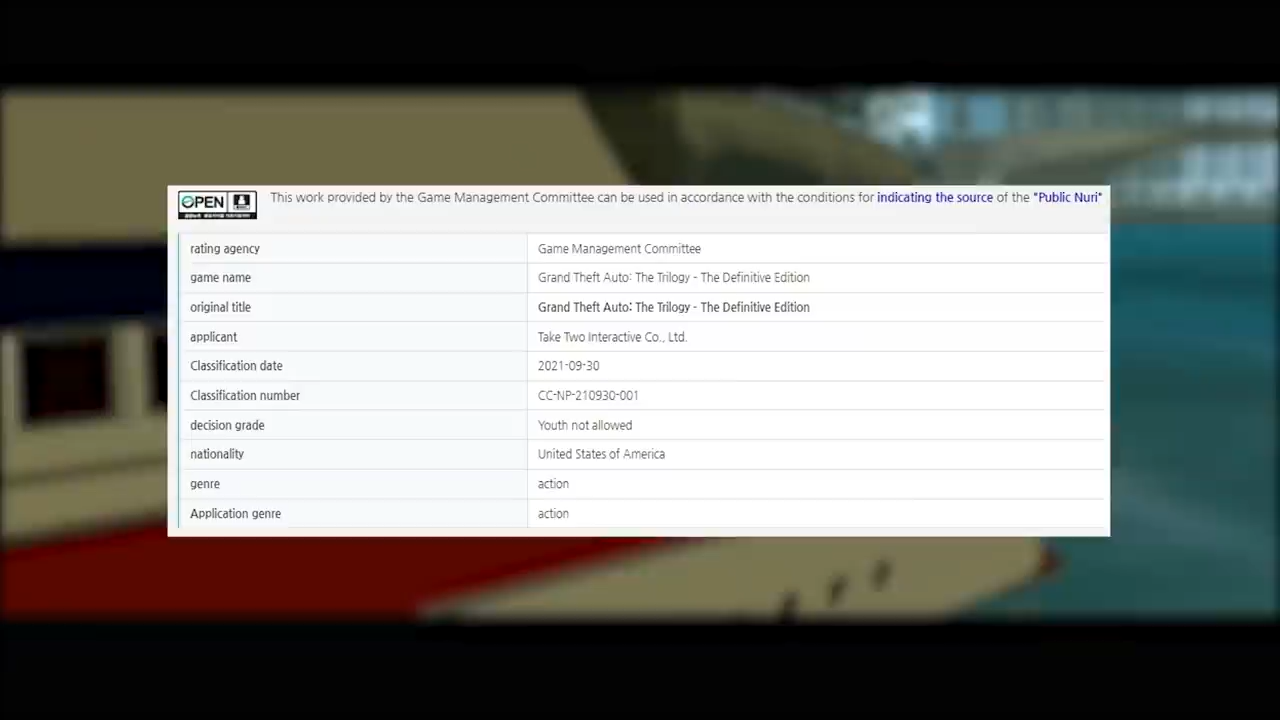 OPEN
This work provided by the Game Management Committee can be used in accordance with the conditions for indicating the source of the "Public Nuri"
rating agency Game Management Committee
game name Grand Theft Auto: The Trilogy - The Definitive Edition
original title Grand Theft Auto: The Trilogy - The Definitive Edition
applicant Take Two Interactive Co., Ltd.
Classification date 2021-09-30
Classification number CC-NP-210930-001
decision grade Youth not allowed
nationality United States of America
genre action
Application genre action